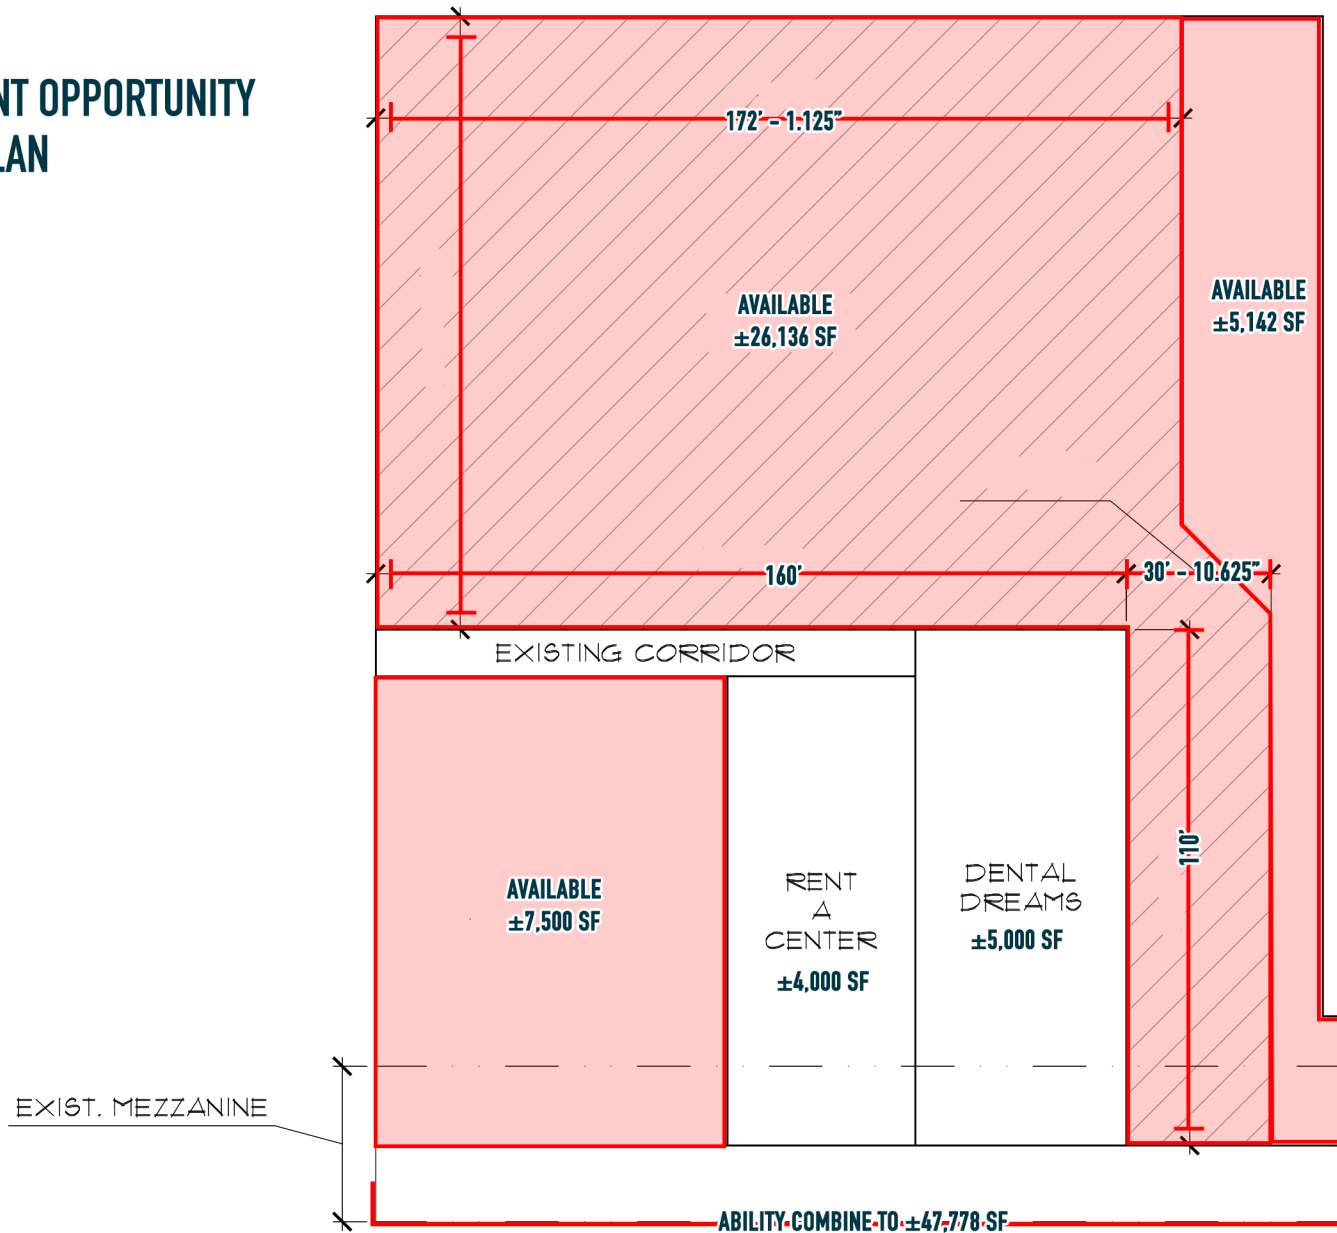 NT OPPORTUNITY
LAN
172' - 1.125"
AVAILABLE
±26,136 SF
AVAILABLE
±5,142 SF
160'
30' - 10.625"
EXISTING CORRIDOR
110'
AVAILABLE
±7,500 SF
RENT
A
CENTER
±4,000 SF
DENTAL
DREAMS
±5,000 SF
EXIST. MEZZANINE
ABILITY COMBINE TO ±47,778 SF